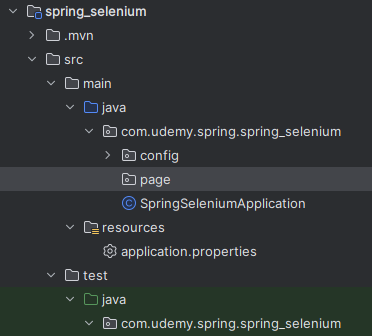 spring_selenium
.mvn
src
main
java
com.udemy.spring.spring_selenium
config
page
SpringSeleniumApplication
resources
application.properties
test
java
com.udemy.spring.spring_selenium